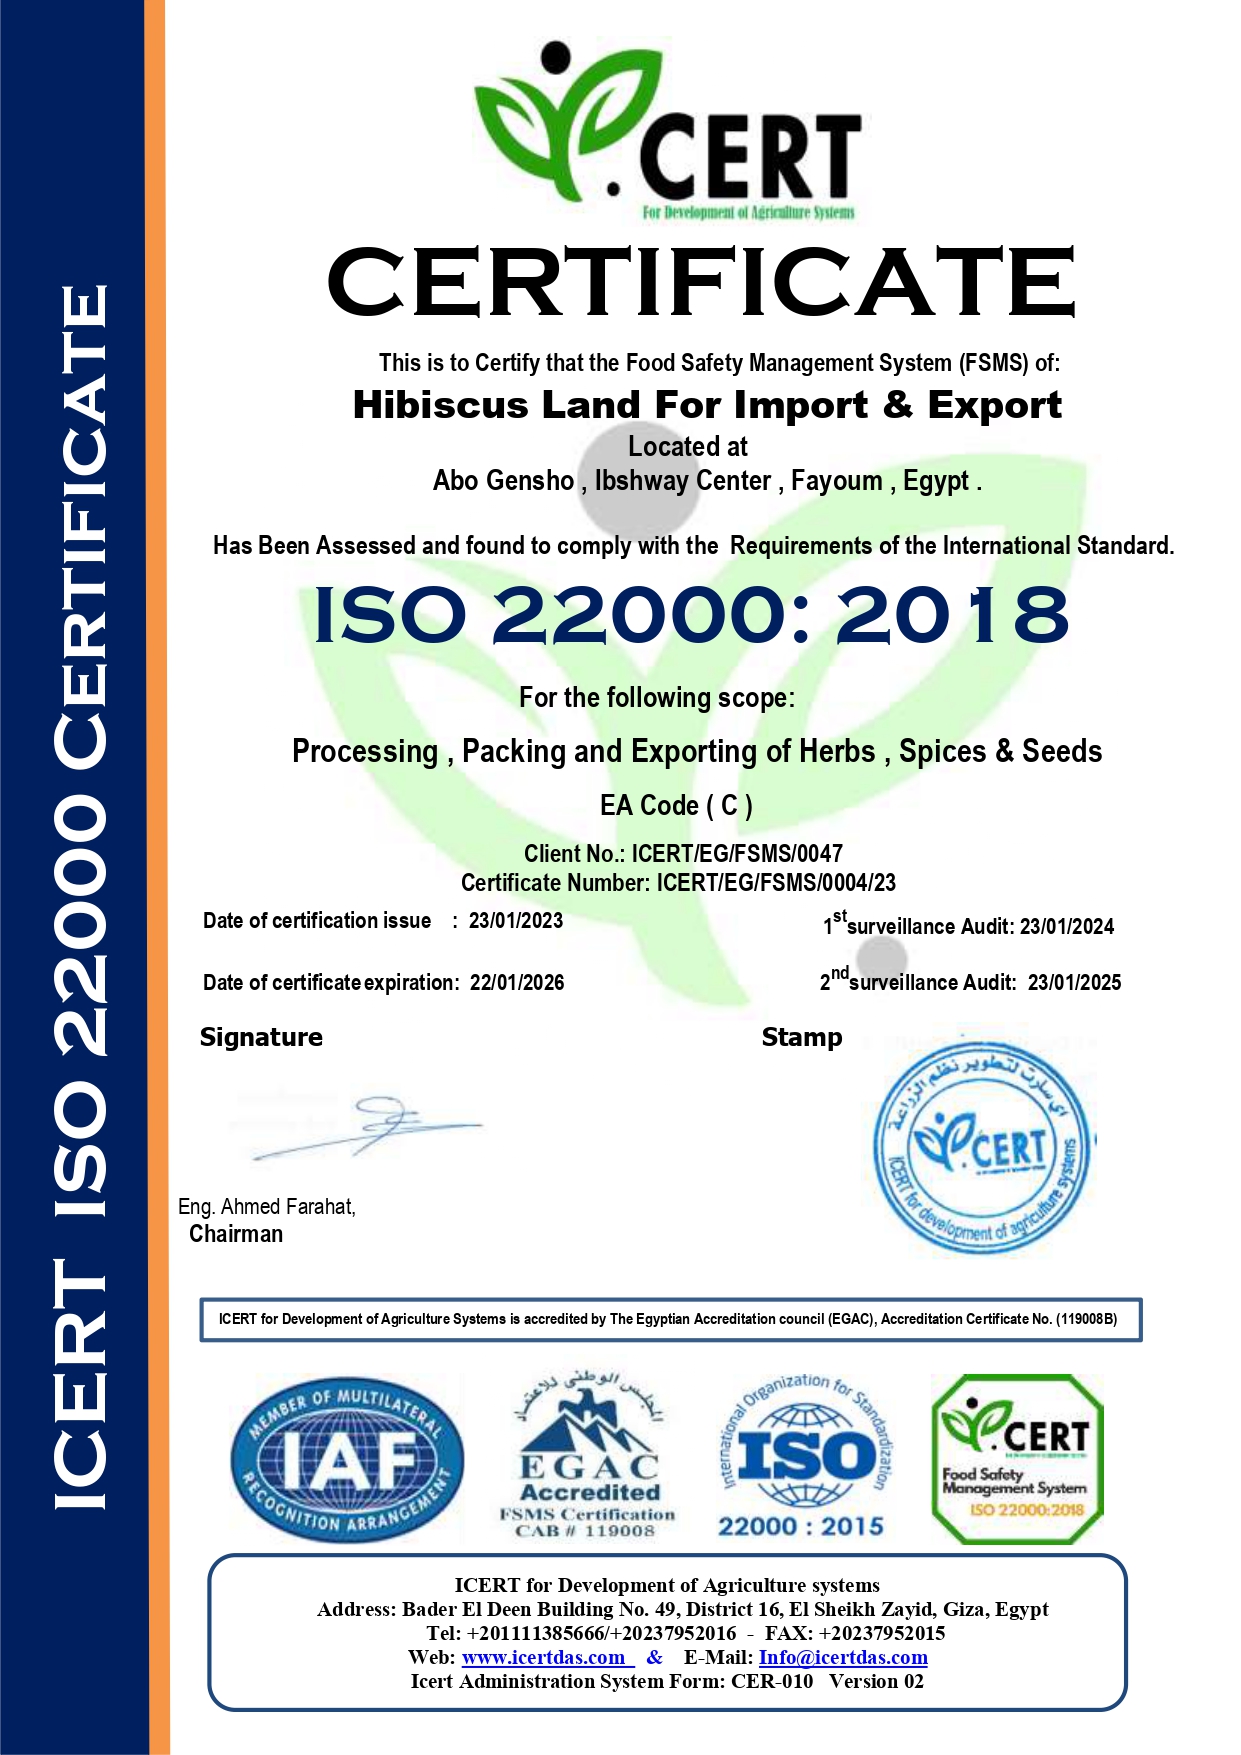 ICERT ISO 22000 CERTIFICATE
.CERT
For Development of Agriculture Systems
CERTIFICATE
This is to Certify that the Food Safety Management System (FSMS) of:
Hibiscus Land For Import & Export
Located at
Abo Gensho , Ibshway Center , Fayoum , Egypt .
Has Been Assessed and found to comply with the Requirements of the International Standard.
ISO 22000: 2018
For the following scope:
Processing , Packing and Exporting of Herbs , Spices & Seeds
EA Code ( C )
Client No.: ICERT/EG/FSMS/0047
Certificate Number: ICERT/EG/FSMS/0004/23
Date of certification issue : 23/01/2023
1st surveillance Audit: 23/01/2024
Date of certificate expiration: 22/01/2026
2nd surveillance Audit: 23/01/2025
Signature
Stamp
اي سارت لتطوير نظم الزراعة
.CERT
ICERT for development of agriculture systems
Eng. Ahmed Farahat,
Chairman
ICERT for Development of Agriculture Systems is accredited by The Egyptian Accreditation council (EGAC), Accreditation Certificate No. (119008B)
MEMBER OF MULTILATERAL
IAF
RECOGNITION ARRANGEMENT
المجلس الوطنى للاعتماد
EGAC
Accredited
FSMS Certification
CAB # 119008
International Organization for Standardization
ISO
22000 : 2015
.CERT
Food Safety
Management System
ISO 22000:2018
ICERT for Development of Agriculture systems
Address: Bader El Deen Building No. 49, District 16, El Sheikh Zayid, Giza, Egypt
Tel: +201111385666/+20237952016 - FAX: +20237952015
Web: www.icertdas.com & E-Mail: Info@icertdas.com
Icert Administration System Form: CER-010 Version 02